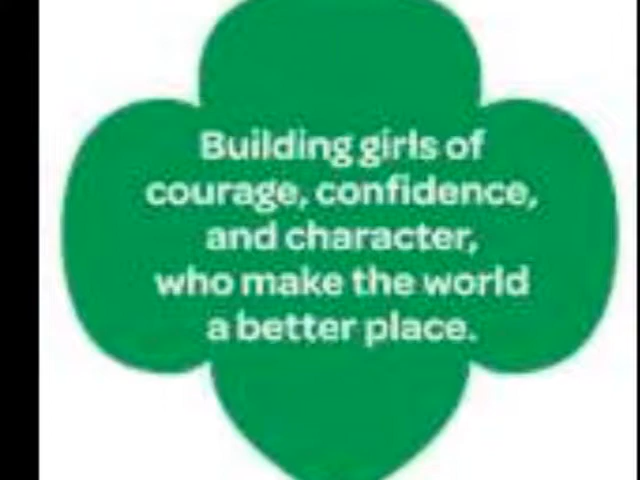 Building girls of
courage, confidence,
and character,
who make the world
a better place.